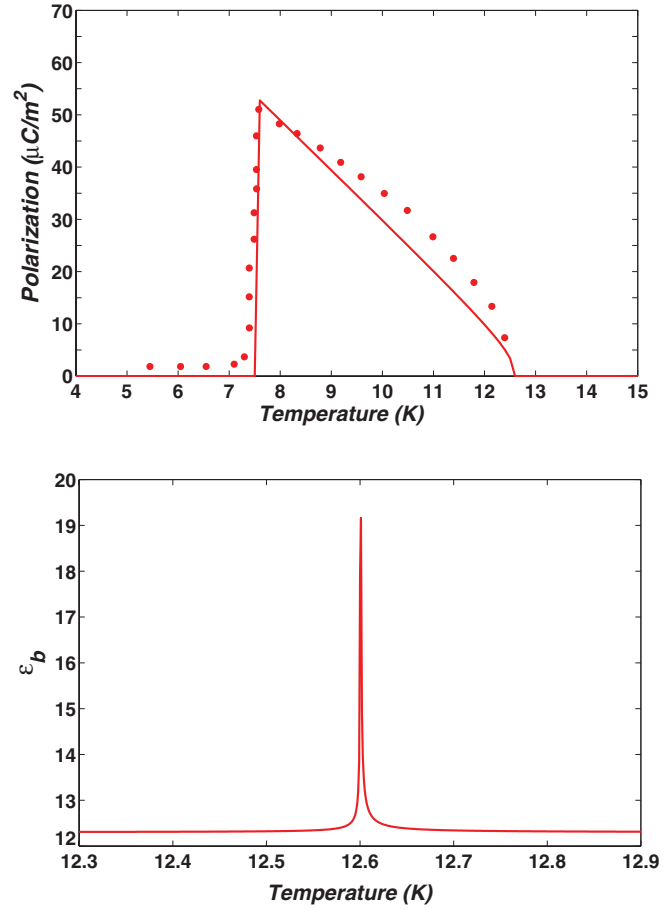 70
60
50
40
30
20
10
0
Polarization (μC/m²)
4 5 6 7 8 9 10 11 12 13 14 15
Temperature (K)
20
19
18
17
16
15
14
13
12
ε_b
12.3 12.4 12.5 12.6 12.7 12.8 12.9
Temperature (K)